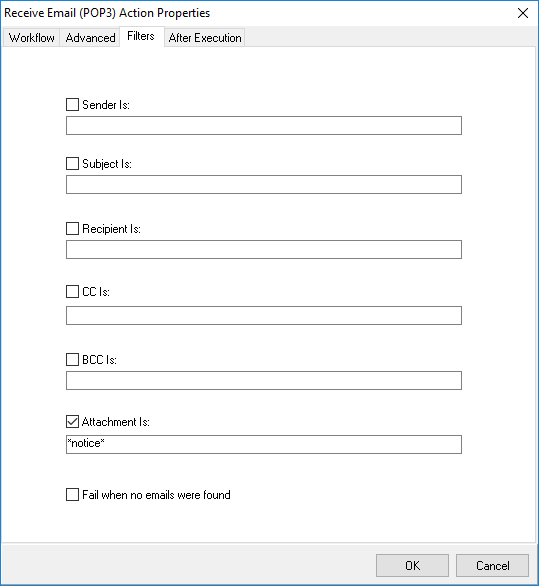 Receive Email (POP3) Action Properties
Workflow Advanced Filters After Execution
Sender Is:
Subject Is:
Recipient Is:
CC Is:
BCC Is:
Attachment Is:
*notice*
Fail when no emails were found
OK Cancel